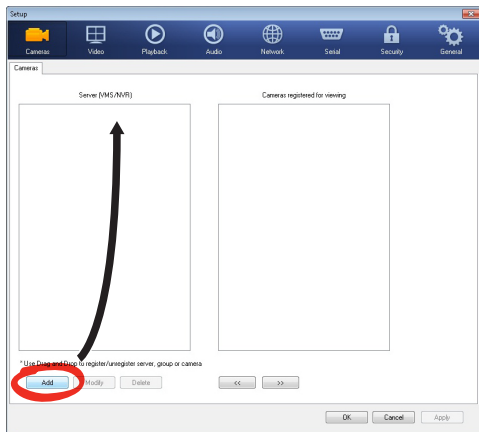 Setup
Cameras
Video
Playback
Audio
Network
Serial
Security
General
Cameras
Server (VMS/NVR)
Cameras registered for viewing
* Use Drag and Drop to register/unregister server, group or camera
Add
Modify
Delete
<<
>>
OK
Cancel
Apply